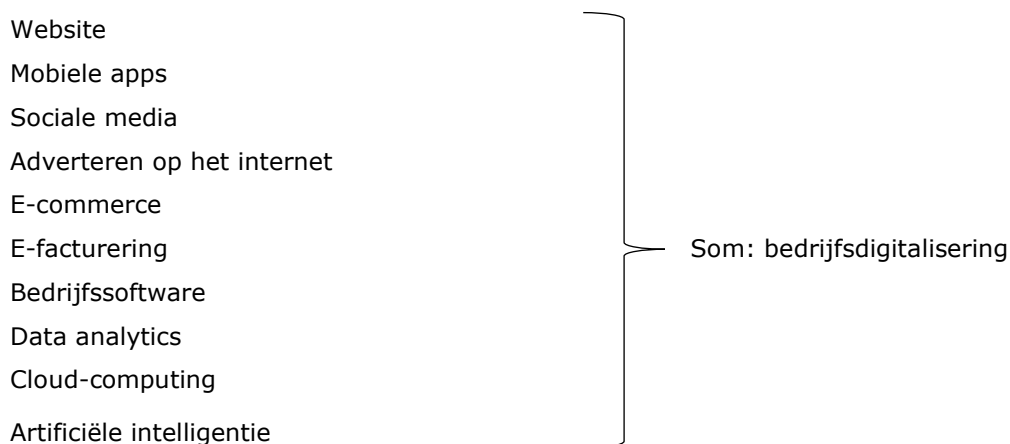 Website
Mobiele apps
Sociale media
Adverteren op het internet
E-commerce
E-facturering
Bedrijfssoftware
Data analytics
Cloud-computing
Artificiële intelligentie
Som: bedrijfsdigitalisering